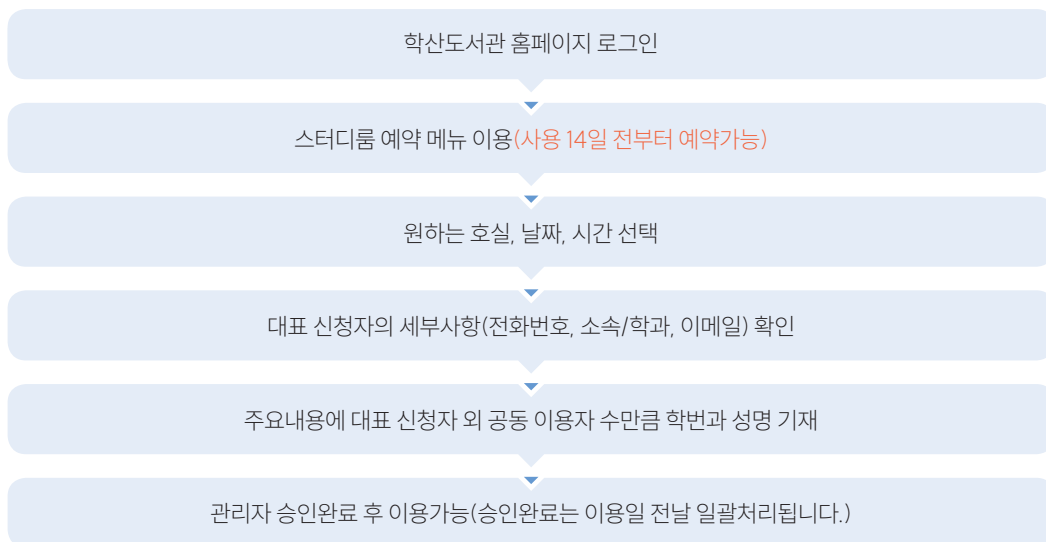 학산도서관 홈페이지 로그인
스터디룸 예약 메뉴 이용(사용 14일 전부터 예약가능)
원하는 호실, 날짜, 시간 선택
대표 신청자의 세부사항(전화번호, 소속/학과, 이메일) 확인
주요내용에 대표 신청자 외 공동 이용자 수만큼 학번과 성명 기재
관리자 승인완료 후 이용가능(승인완료는 이용일 전날 일괄처리됩니다.)